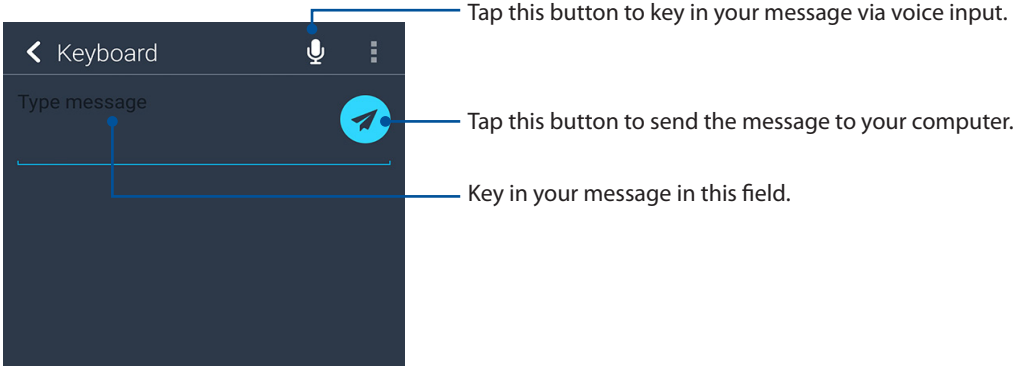 Tap this button to key in your message via voice input.
Keyboard
Type message
Tap this button to send the message to your computer.
Key in your message in this field.